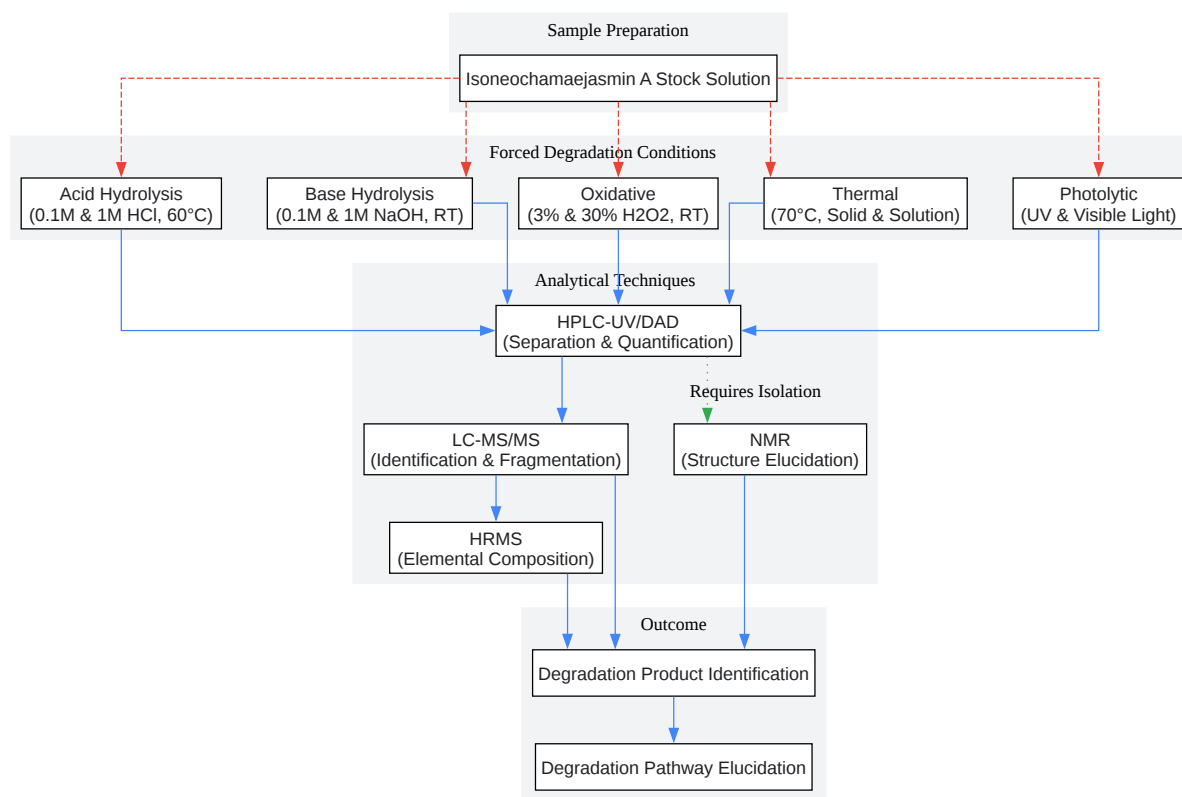 Sample Preparation
Isoneochamaejasmin A Stock Solution
Forced Degradation Conditions
Acid Hydrolysis
(0.1M & 1M HCl, 60°C)
Base Hydrolysis
(0.1M & 1M NaOH, RT)
Oxidative
(3% & 30% H2O2, RT)
Thermal
(70°C, Solid & Solution)
Photolytic
(UV & Visible Light)
Analytical Techniques
HPLC-UV/DAD
(Separation & Quantification)
Requires Isolation
LC-MS/MS
(Identification & Fragmentation)
NMR
(Structure Elucidation)
HRMS
(Elemental Composition)
Outcome
Degradation Product Identification
Degradation Pathway Elucidation